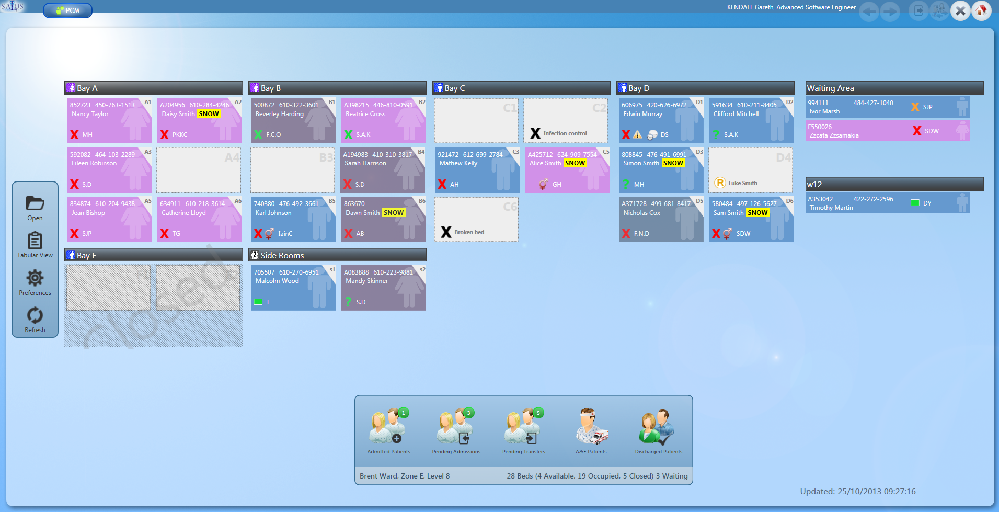 SALUS
PCM
KENDALL Gareth, Advanced Software Engineer
Bay A
852723 450-763-1513 A1
Nancy Taylor
X MH
A204956 610-284-4246 A2
Daisy Smith SNOW
X PKKC
592082 464-103-2289 A3
Eileen Robinson
X S.D
A4
834874 610-204-9438 A5
Jean Bishop
X SJP
634911 610-218-3614 A6
Catherine Lloyd
X TG
Bay B
500872 610-322-3601 B1
Beverley Harding
X F.C.O
A398215 446-810-0591 B2
Beatrice Cross
X S.A.K
B3
A194983 410-310-3817 B4
Sarah Harrison
X S.D
740380 476-492-3661 B5
Karl Johnson
X IainC
863670 B6
Dawn Smith SNOW
X AB
Bay C
C1
C2
X Infection control
921472 612-699-2784 C3
Mathew Kelly
X AH
A425712 624-909-7554 C5
Alice Smith SNOW
GH
C6
X Broken bed
Bay D
606975 420-626-6972 D1
Edwin Murray
X DS
591634 610-211-8405 D2
Clifford Mitchell
? S.A.K
808845 476-491-6991 D3
Simon Smith SNOW
? MH
D4
R Luke Smith
A371728 499-681-8417 D5
Nicholas Cox
X F.N.D
580484 497-126-5627 D6
Sam Smith SNOW
X SDW
Waiting Area
994111 484-427-1040
Ivor Marsh
X SJP
F550026
Zzcata Zzsamakia
X SDW
w12
A353042 422-272-2596
Timothy Martin
DY
Open
Tabular View
Preferences
Refresh
Bay F
F1
F2
Closed
Side Rooms
705507 610-270-6951 s1
Malcolm Wood
T
A083888 610-223-9881 s2
Mandy Skinner
? S.D
1
Admitted Patients
3
Pending Admissions
5
Pending Transfers
A&E Patients
Discharged Patients
Brent Ward, Zone E, Level 8
28 Beds (4 Available, 19 Occupied, 5 Closed) 3 Waiting
Updated: 25/10/2013 09:27:16